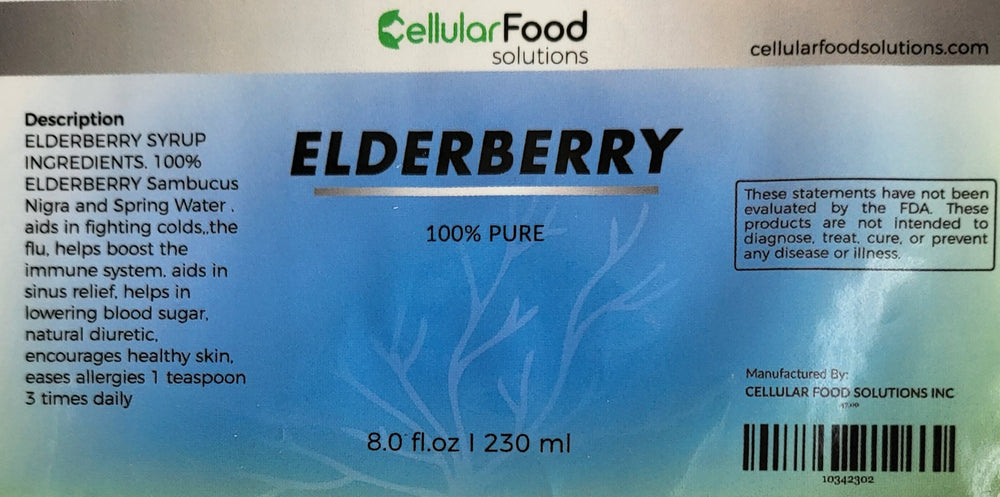 CellularFood
solutions
cellularfoodsolutions.com
Description
ELDERBERRY SYRUP
INGREDIENTS. 100%
ELDERBERRY Sambucus
Nigra and Spring Water .
aids in fighting colds,,the
flu, helps boost the
immune system. aids in
sinus relief, helps in
lowering blood sugar,
natural diuretic,
encourages healthy skin,
eases allergies 1 teaspoon
3 times daily
ELDERBERRY
100% PURE
8.0 fl.oz | 230 ml
These statements have not been
evaluated by the FDA. These
products are not intended to
diagnose, treat, cure, or prevent
any disease or illness.
Manufactured By:
CELLULAR FOOD SOLUTIONS INC
10342302